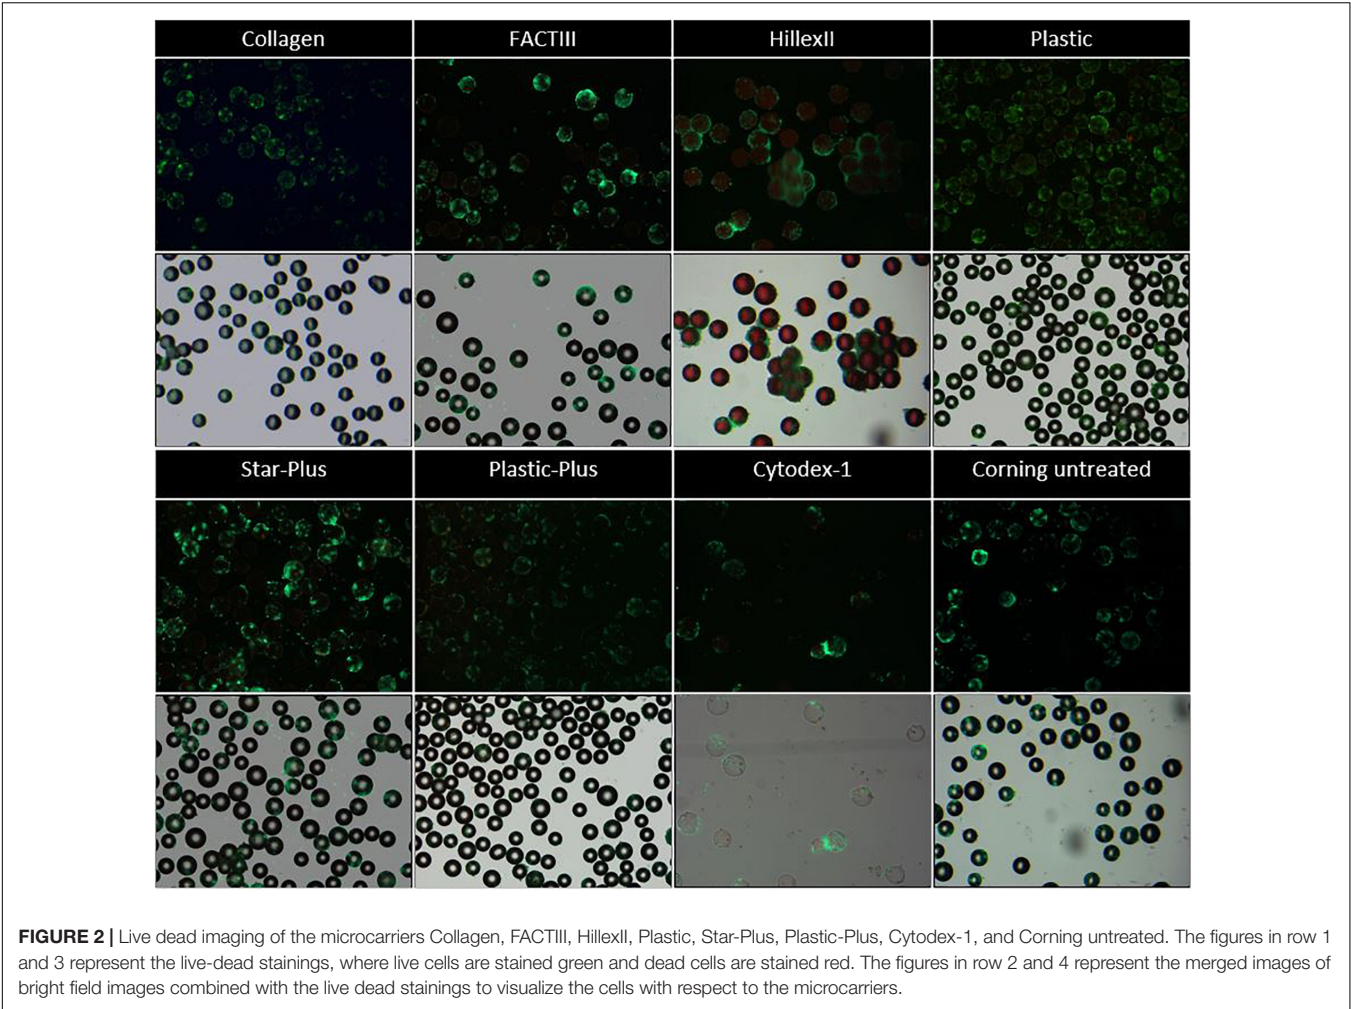 Collagen FACTIII HillexII Plastic
Star-Plus Plastic-Plus Cytodex-1 Corning untreated
FIGURE 2 | Live dead imaging of the microcarriers Collagen, FACTIII, HillexII, Plastic, Star-Plus, Plastic-Plus, Cytodex-1, and Corning untreated. The figures in row 1
and 3 represent the live-dead stainings, where live cells are stained green and dead cells are stained red. The figures in row 2 and 4 represent the merged images of
bright field images combined with the live dead stainings to visualize the cells with respect to the microcarriers.